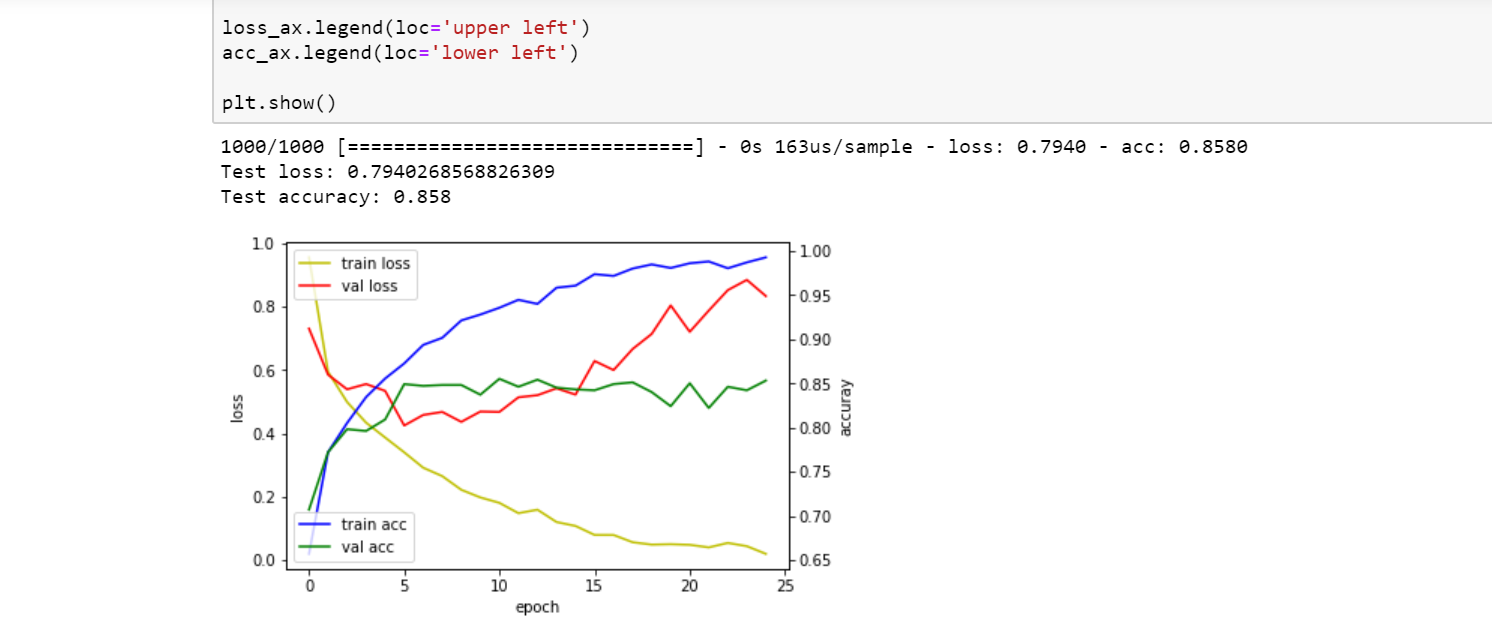 loss_ax.legend(loc='upper left')
acc_ax.legend(loc='lower left')
plt.show()
1000/1000 [==============================] - 0s 163us/sample - loss: 0.7940 - acc: 0.8580
Test loss: 0.7940268568826309
Test accuracy: 0.858
1.0
0.8
0.6
0.4
0.2
0.0
loss
train loss
val loss
train acc
val acc
1.00
0.95
0.90
0.85
0.80
0.75
0.70
0.65
accuray
0 5 10 15 20 25
epoch